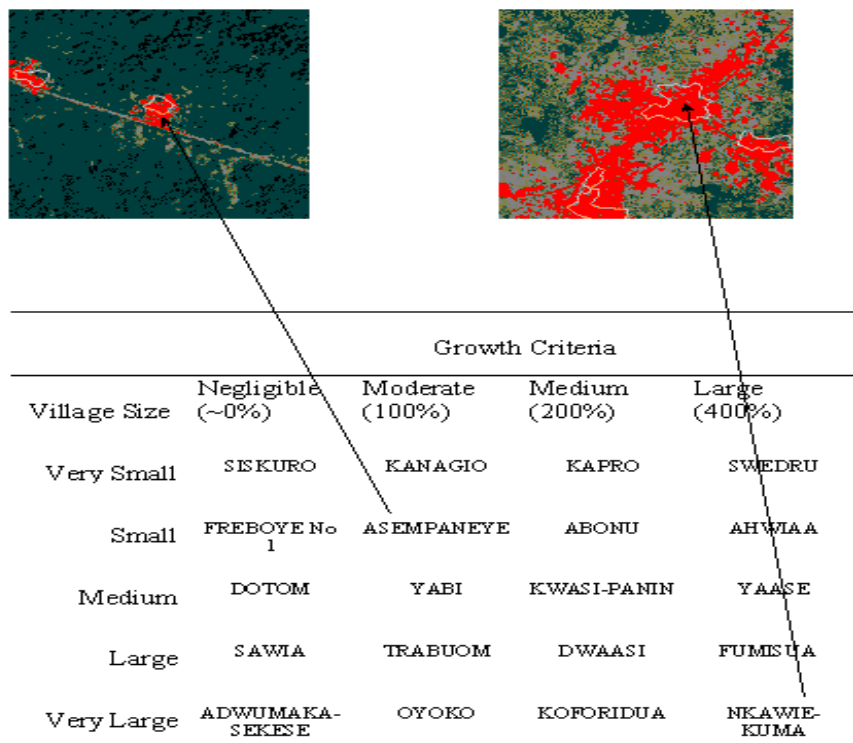 Growth Criteria
Village Size Negligible (~0%) Moderate (100%) Medium (200%) Large (400%)
Very Small SISKURO KANAGIO KAPRO SWEDRU
Small FREBOYE No 1 ASEMPANEYE ABONU AHWIAA
Medium DOTOM YABI KWASI-PANIN YAASE
Large SAWIA TRABUOM DWAASI FUMISUA
Very Large ADWUMAKA-SEKESE OYOKO KOFORIDUA NKAWIE-KUMA